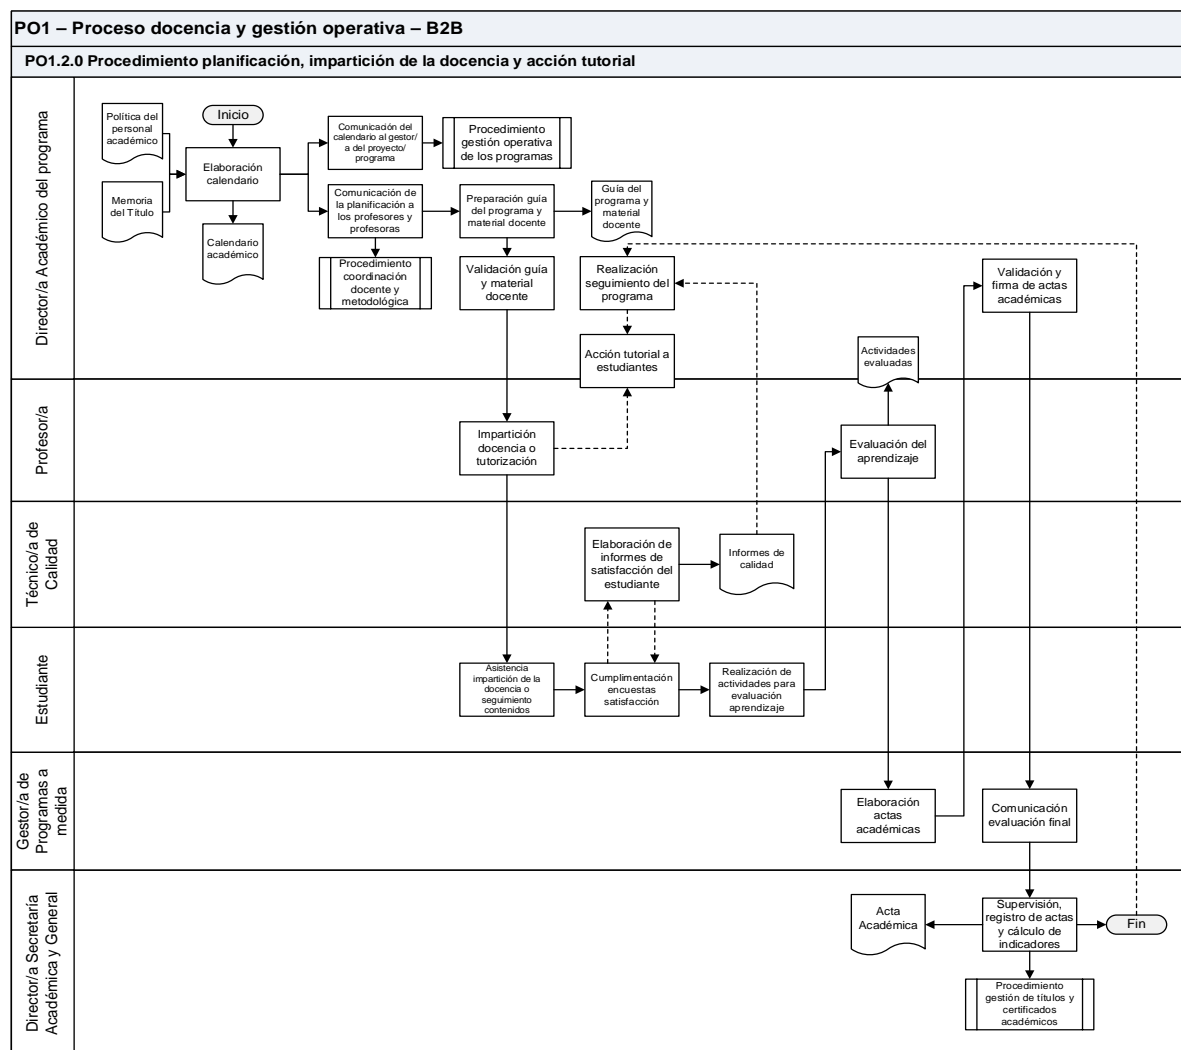 PO1 – Proceso docencia y gestión operativa – B2B
PO1.2.0 Procedimiento planificación, impartición de la docencia y acción tutorial
Director/a Académico del programa
Política del
personal
académico
Inicio
Elaboración
calendario
Memoria
del Título
Calendario
académico
Comunicación del
calendario al gestor/
a del proyecto/
programa
Procedimiento
gestión operativa
de los programas
Comunicación de
la planificación a
los profesores y
profesoras
Preparación guía
del programa y
material docente
Guía del
programa y
material
docente
Procedimiento
coordinación
docente y
metodológica
Validación guía
y material
docente
Realización
seguimiento del
programa
Validación y
firma de actas
académicas
Acción tutorial a
estudiantes
Actividades
evaluadas
Profesor/a
Impartición
docencia o
tutorización
Evaluación del
aprendizaje
Técnico/a de
Calidad
Elaboración de
informes de
satisfacción del
estudiante
Informes de
calidad
Estudiante
Asistencia
impartición de la
docencia o
seguimiento
contenidos
Cumplimentación
encuestas
satisfacción
Realización de
actividades para
evaluación
aprendizaje
Gestor/a de
Programas a
medida
Elaboración
actas
académicas
Comunicación
evaluación final
Director/a Secretaría
Académica y General
Acta
Académica
Supervisión,
registro de actas
y cálculo de
indicadores
Fin
Procedimiento
gestión de títulos y
certificados
académicos